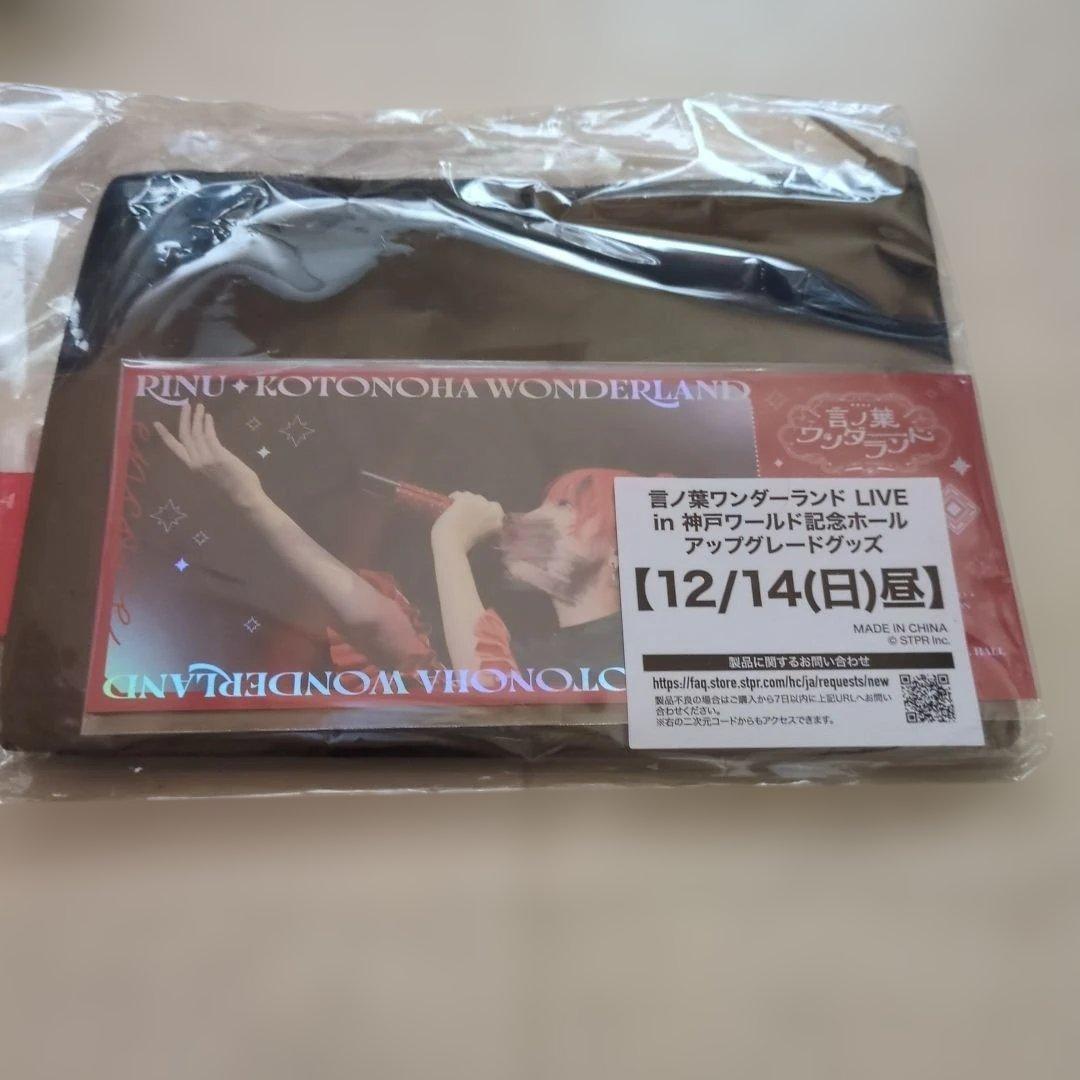 RINU✦KOTONOHA WONDERLAND
言ノ葉
ワンダーランド
言ノ葉ワンダーランド LIVE
in 神戸ワールド記念ホール
アップグレードグッズ
【12/14(日)昼】
MADE IN CHINA
© STPR Inc.
製品に関するお問い合わせ
https://faq.store.stpr.com/hc/ja/requests/new
製品不良の場合はご購入から7日以内に上記URLへお問い
合わせください。
※右の二次元コードからもアクセスできます。
HALL
OTONOHA WONDERLAND